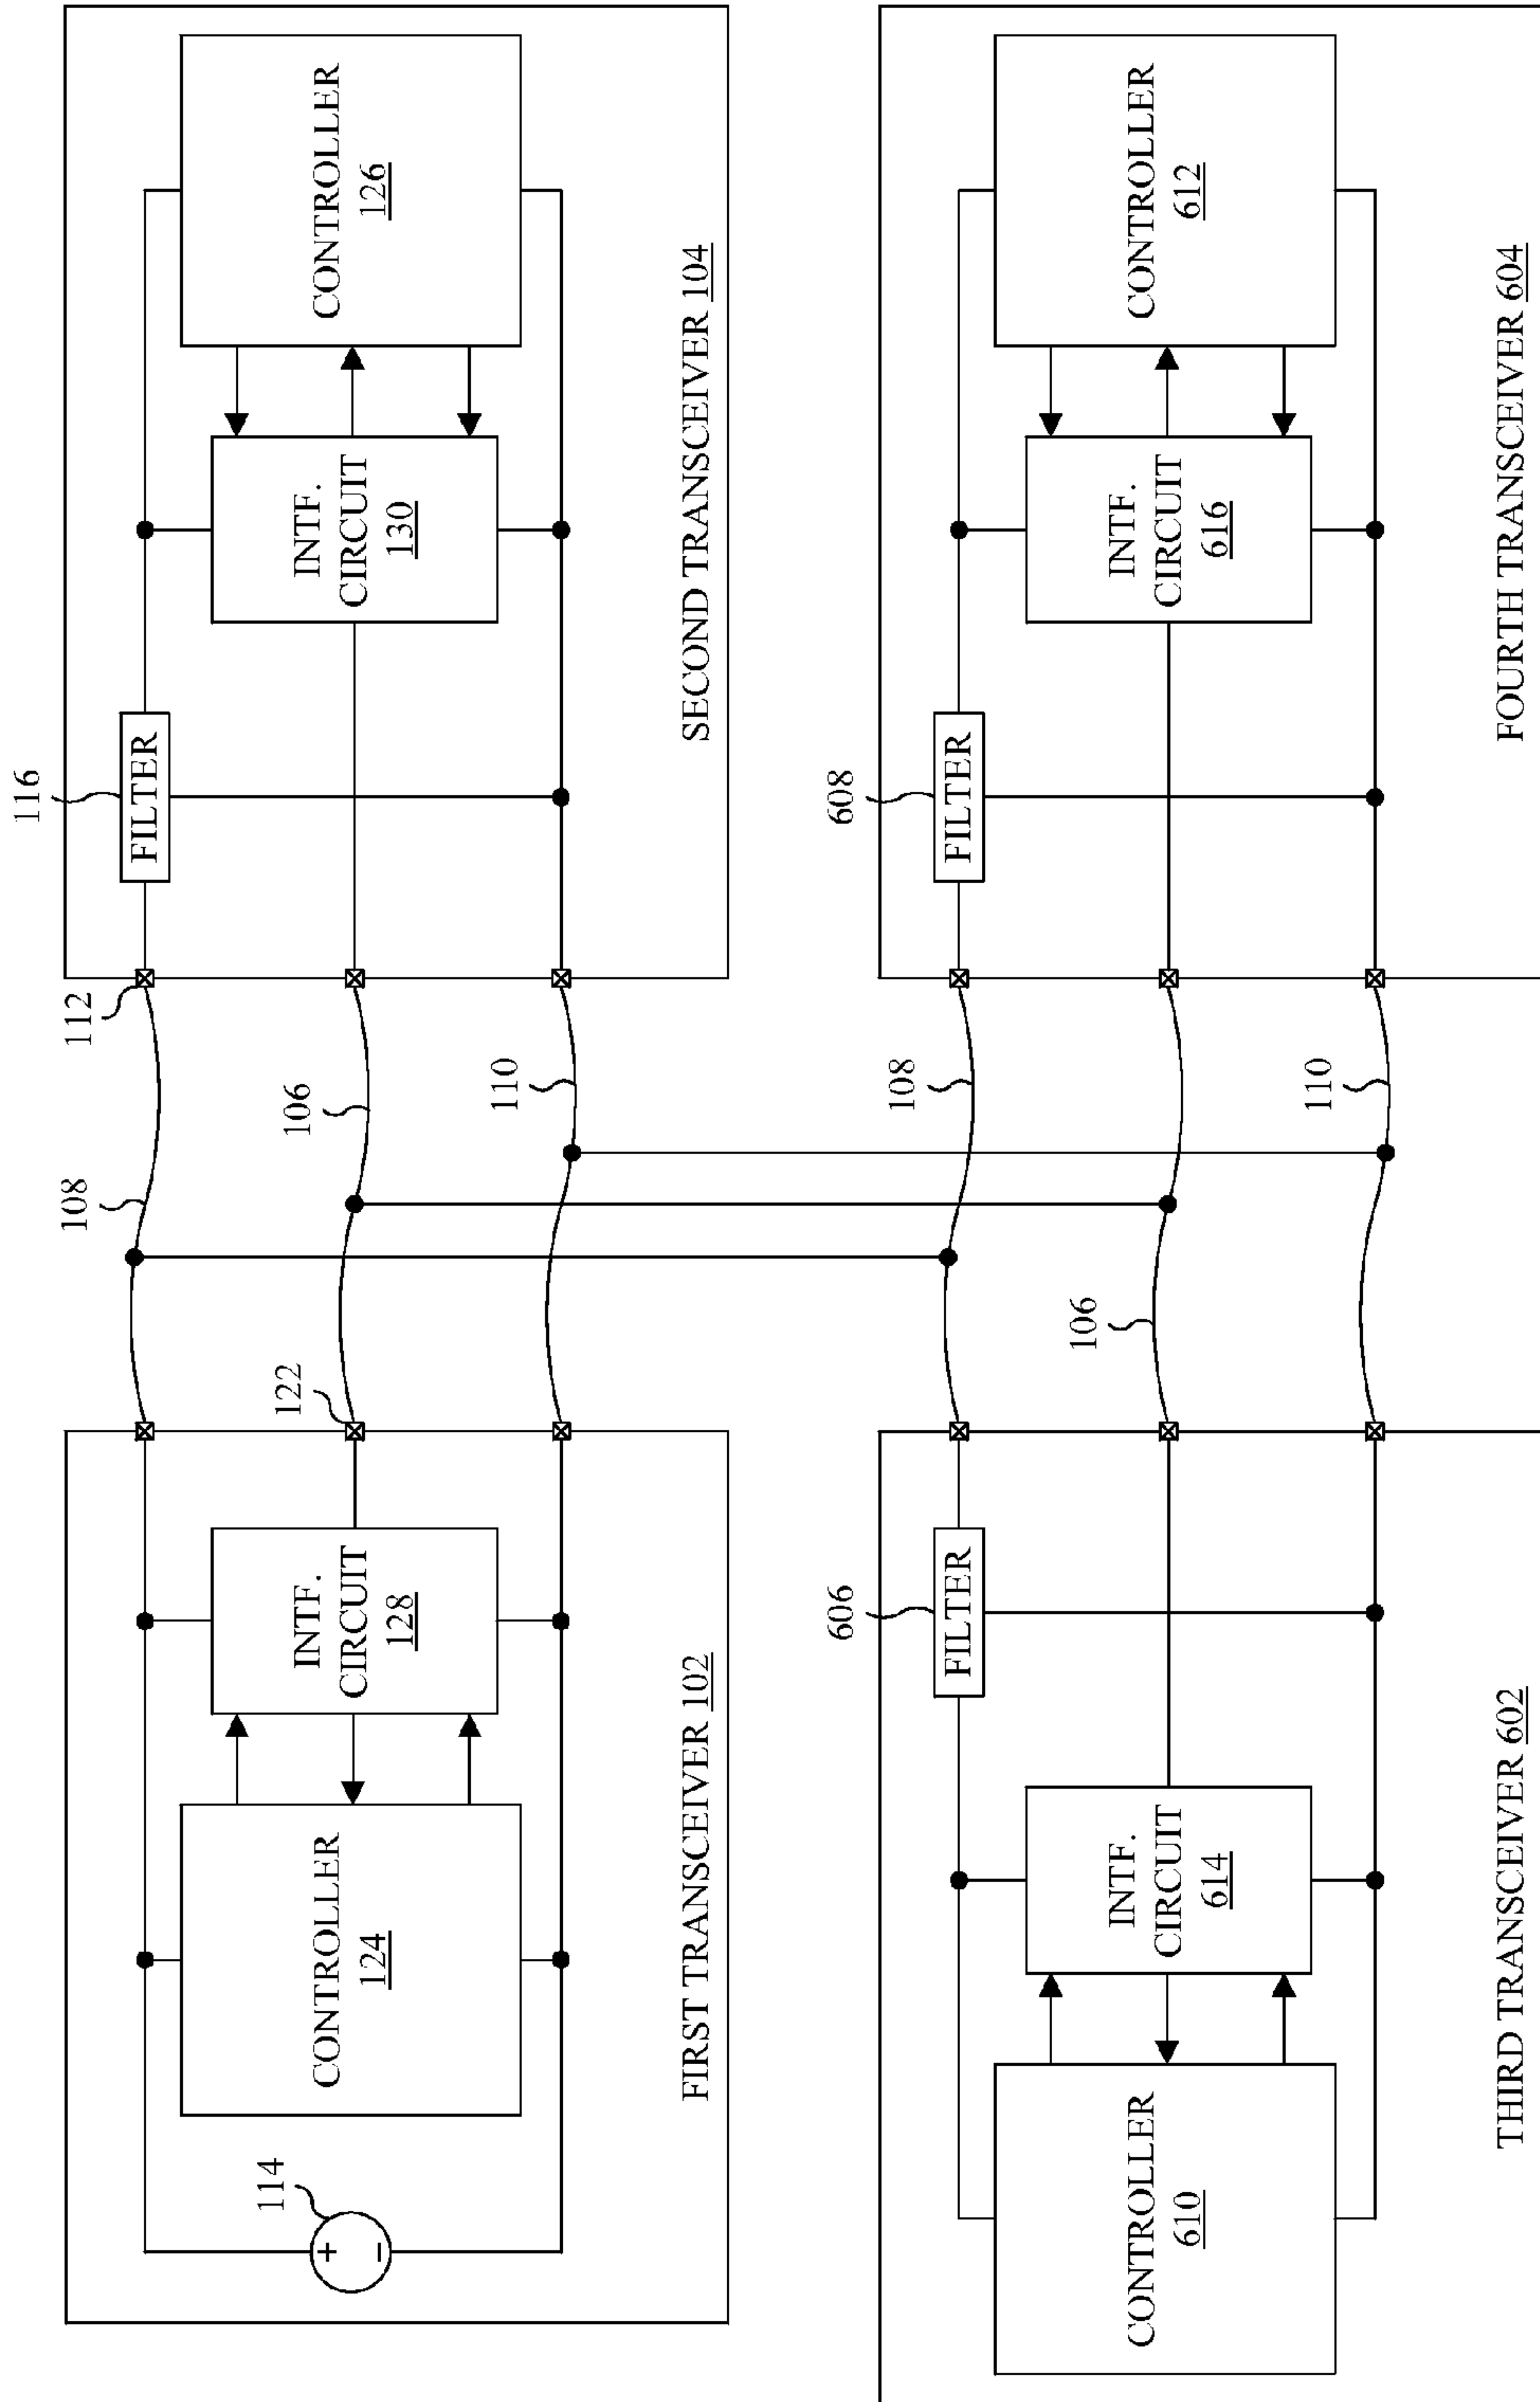 114
CONTROLLER
124
INTF.
CIRCUIT
128
FIRST TRANSCEIVER 102
122
108
106
110
112
116
FILTER
INTF.
CIRCUIT
130
CONTROLLER
126
SECOND TRANSCEIVER 104
CONTROLLER
610
INTF.
CIRCUIT
614
606
FILTER
THIRD TRANSCEIVER 602
106
108
110
608
FILTER
INTF.
CIRCUIT
616
CONTROLLER
612
FOURTH TRANSCEIVER 604